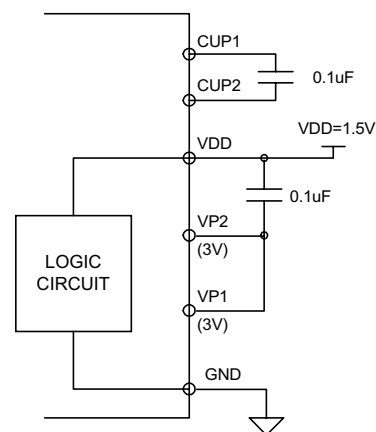 CUP1
0.1uF
CUP2
VDD=1.5V
VDD
0.1uF
VP2
(3V)
LOGIC
CIRCUIT
VP1
(3V)
GND